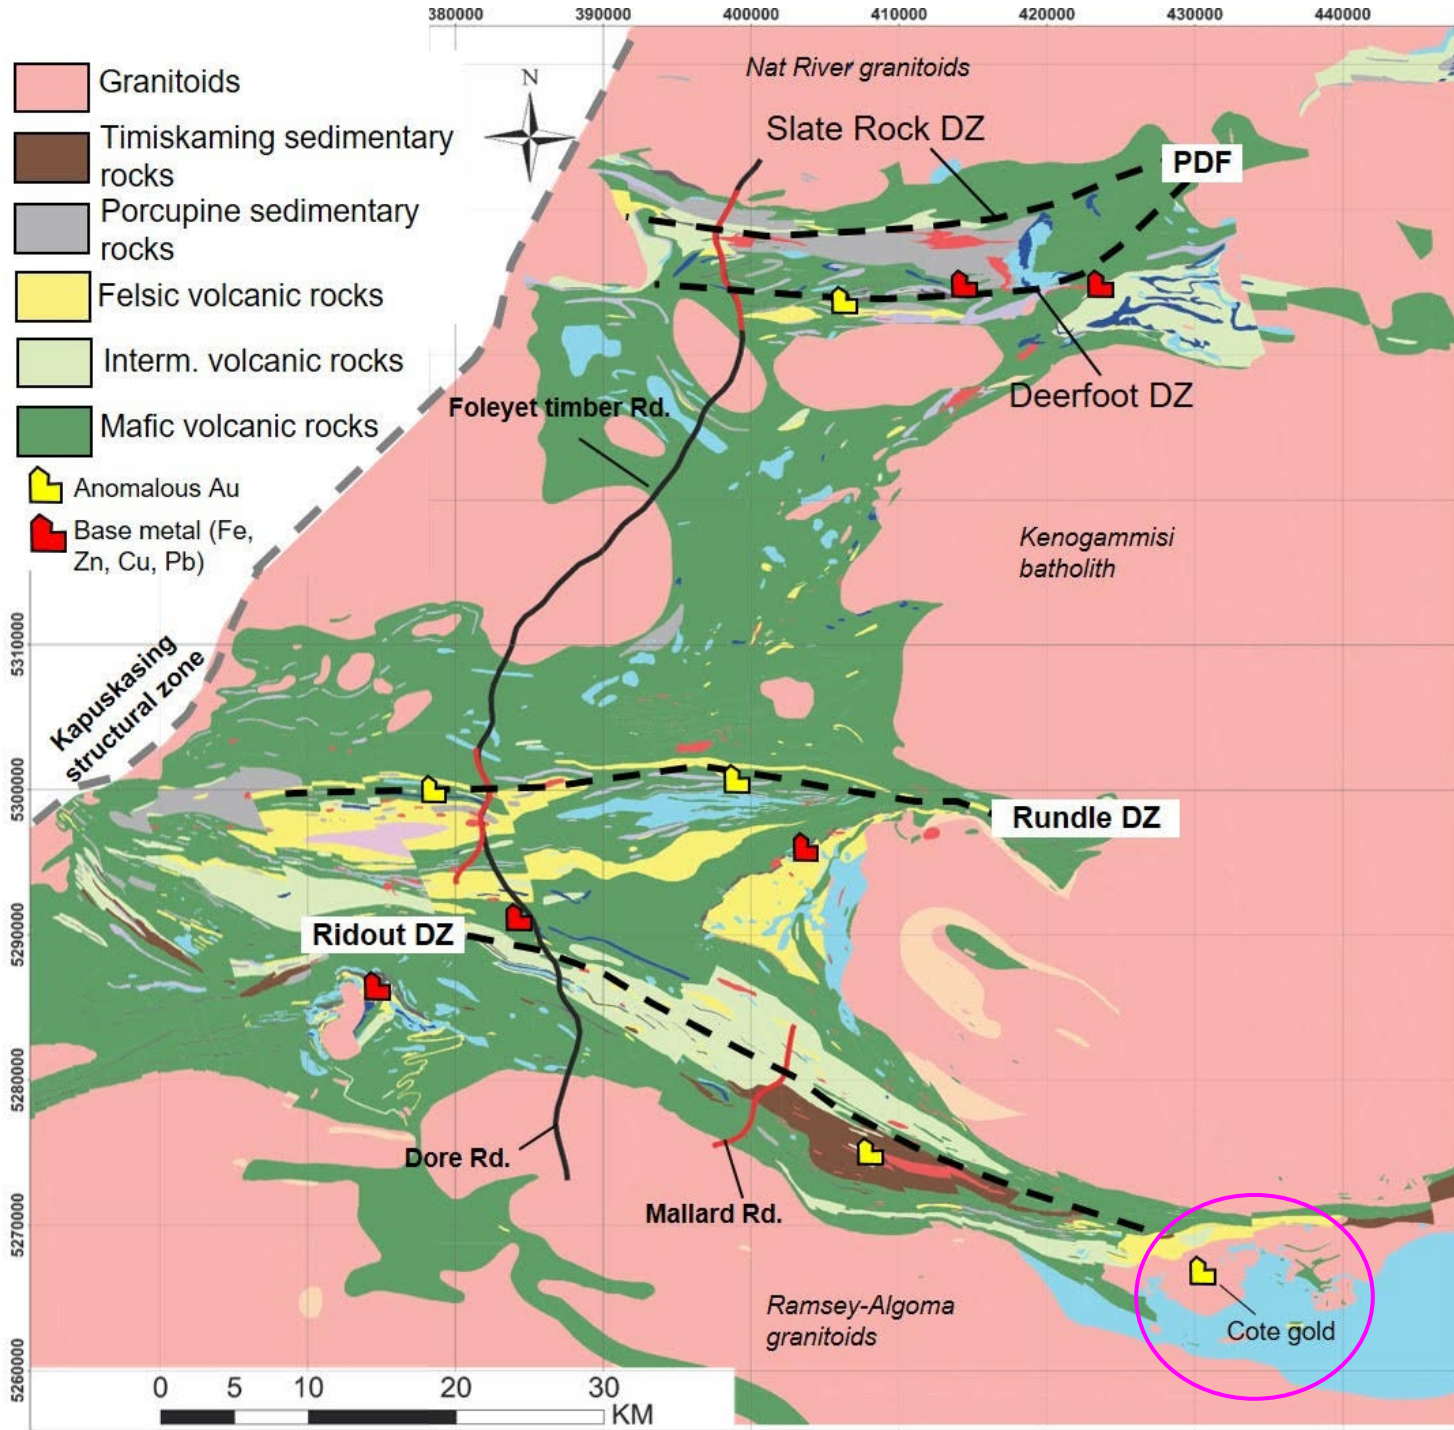 380000
390000
400000
410000
420000
430000
440000
Granitoids
Timiskaming sedimentary
rocks
Porcupine sedimentary
rocks
Felsic volcanic rocks
Interm. volcanic rocks
Mafic volcanic rocks
Anomalous Au
Base metal (Fe,
Zn, Cu, Pb)
N
Nat River granitoids
Slate Rock DZ
PDF
Deerfoot DZ
Foleyet timber Rd.
Kenogammisi
batholith
Kapuskasing
structural zone
Rundle DZ
Ridout DZ
Dore Rd.
Mallard Rd.
Ramsey-Algoma
granitoids
Cote gold
5310000
5300000
5290000
5280000
5270000
5260000
0 5 10 20 30
KM